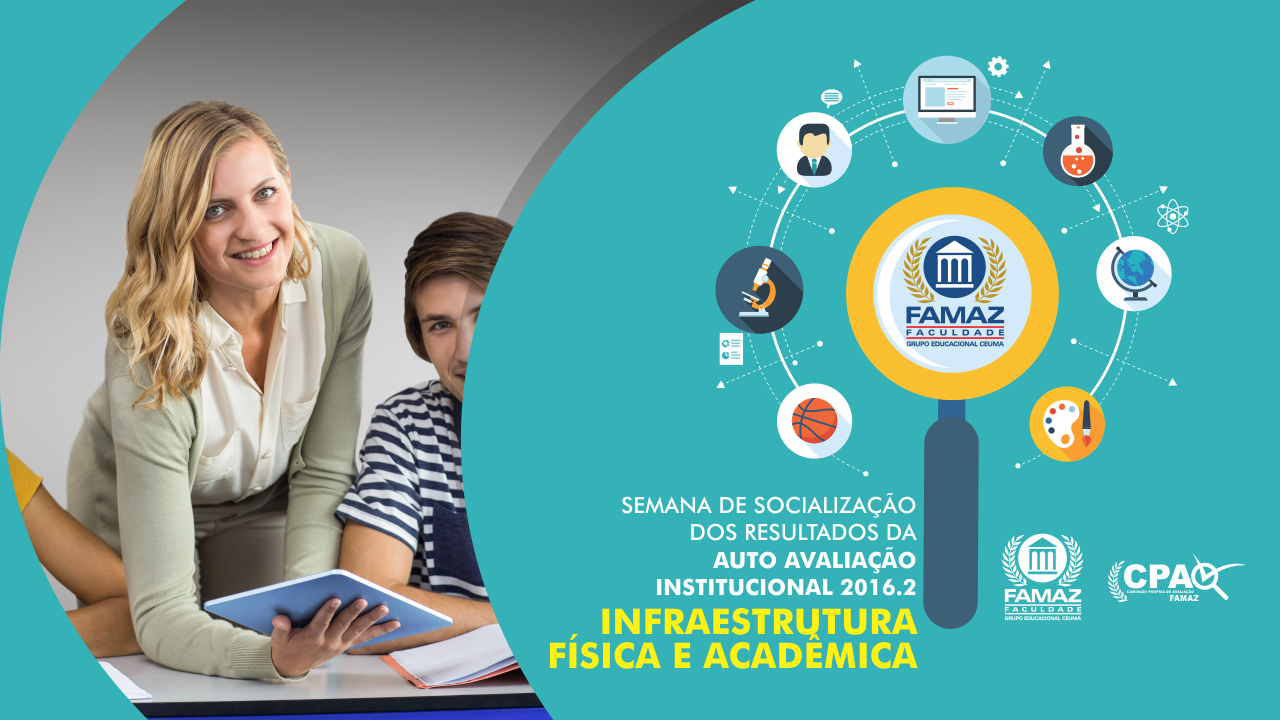 FAMAZ
FACULDADE
GRUPO EDUCACIONAL CEUMA
SEMANA DE SOCIALIZAÇÃO
DOS RESULTADOS DA
AUTO AVALIAÇÃO
INSTITUCIONAL 2016.2
INFRAESTRUTURA
FÍSICA E ACADÊMICA
FAMAZ
FACULDADE
GRUPO EDUCACIONAL CEUMA
CPA
COMISSÃO PRÓPRIA DE AVALIAÇÃO
FAMAZ